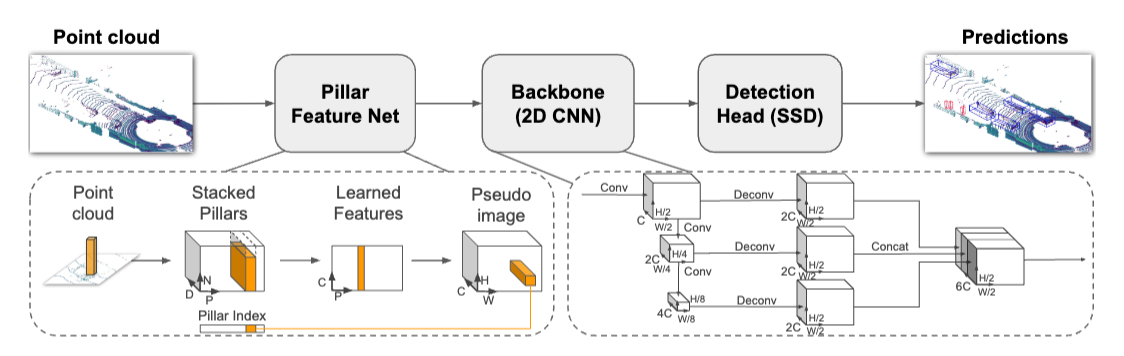 Point cloud
Predictions
Pillar
Feature Net
Backbone
(2D CNN)
Detection
Head (SSD)
Point
cloud
Stacked
Pillars
Learned
Features
Pseudo
image
D
N
P
C
P
C
H
W
Pillar Index
Conv
C
H/2
W/2
Deconv
2C
H/2
W/2
Conv
2C
H/4
W/4
Deconv
2C
H/2
W/2
Concat
6C
H/2
W/2
Conv
4C
H/8
W/8
Deconv
2C
H/2
W/2